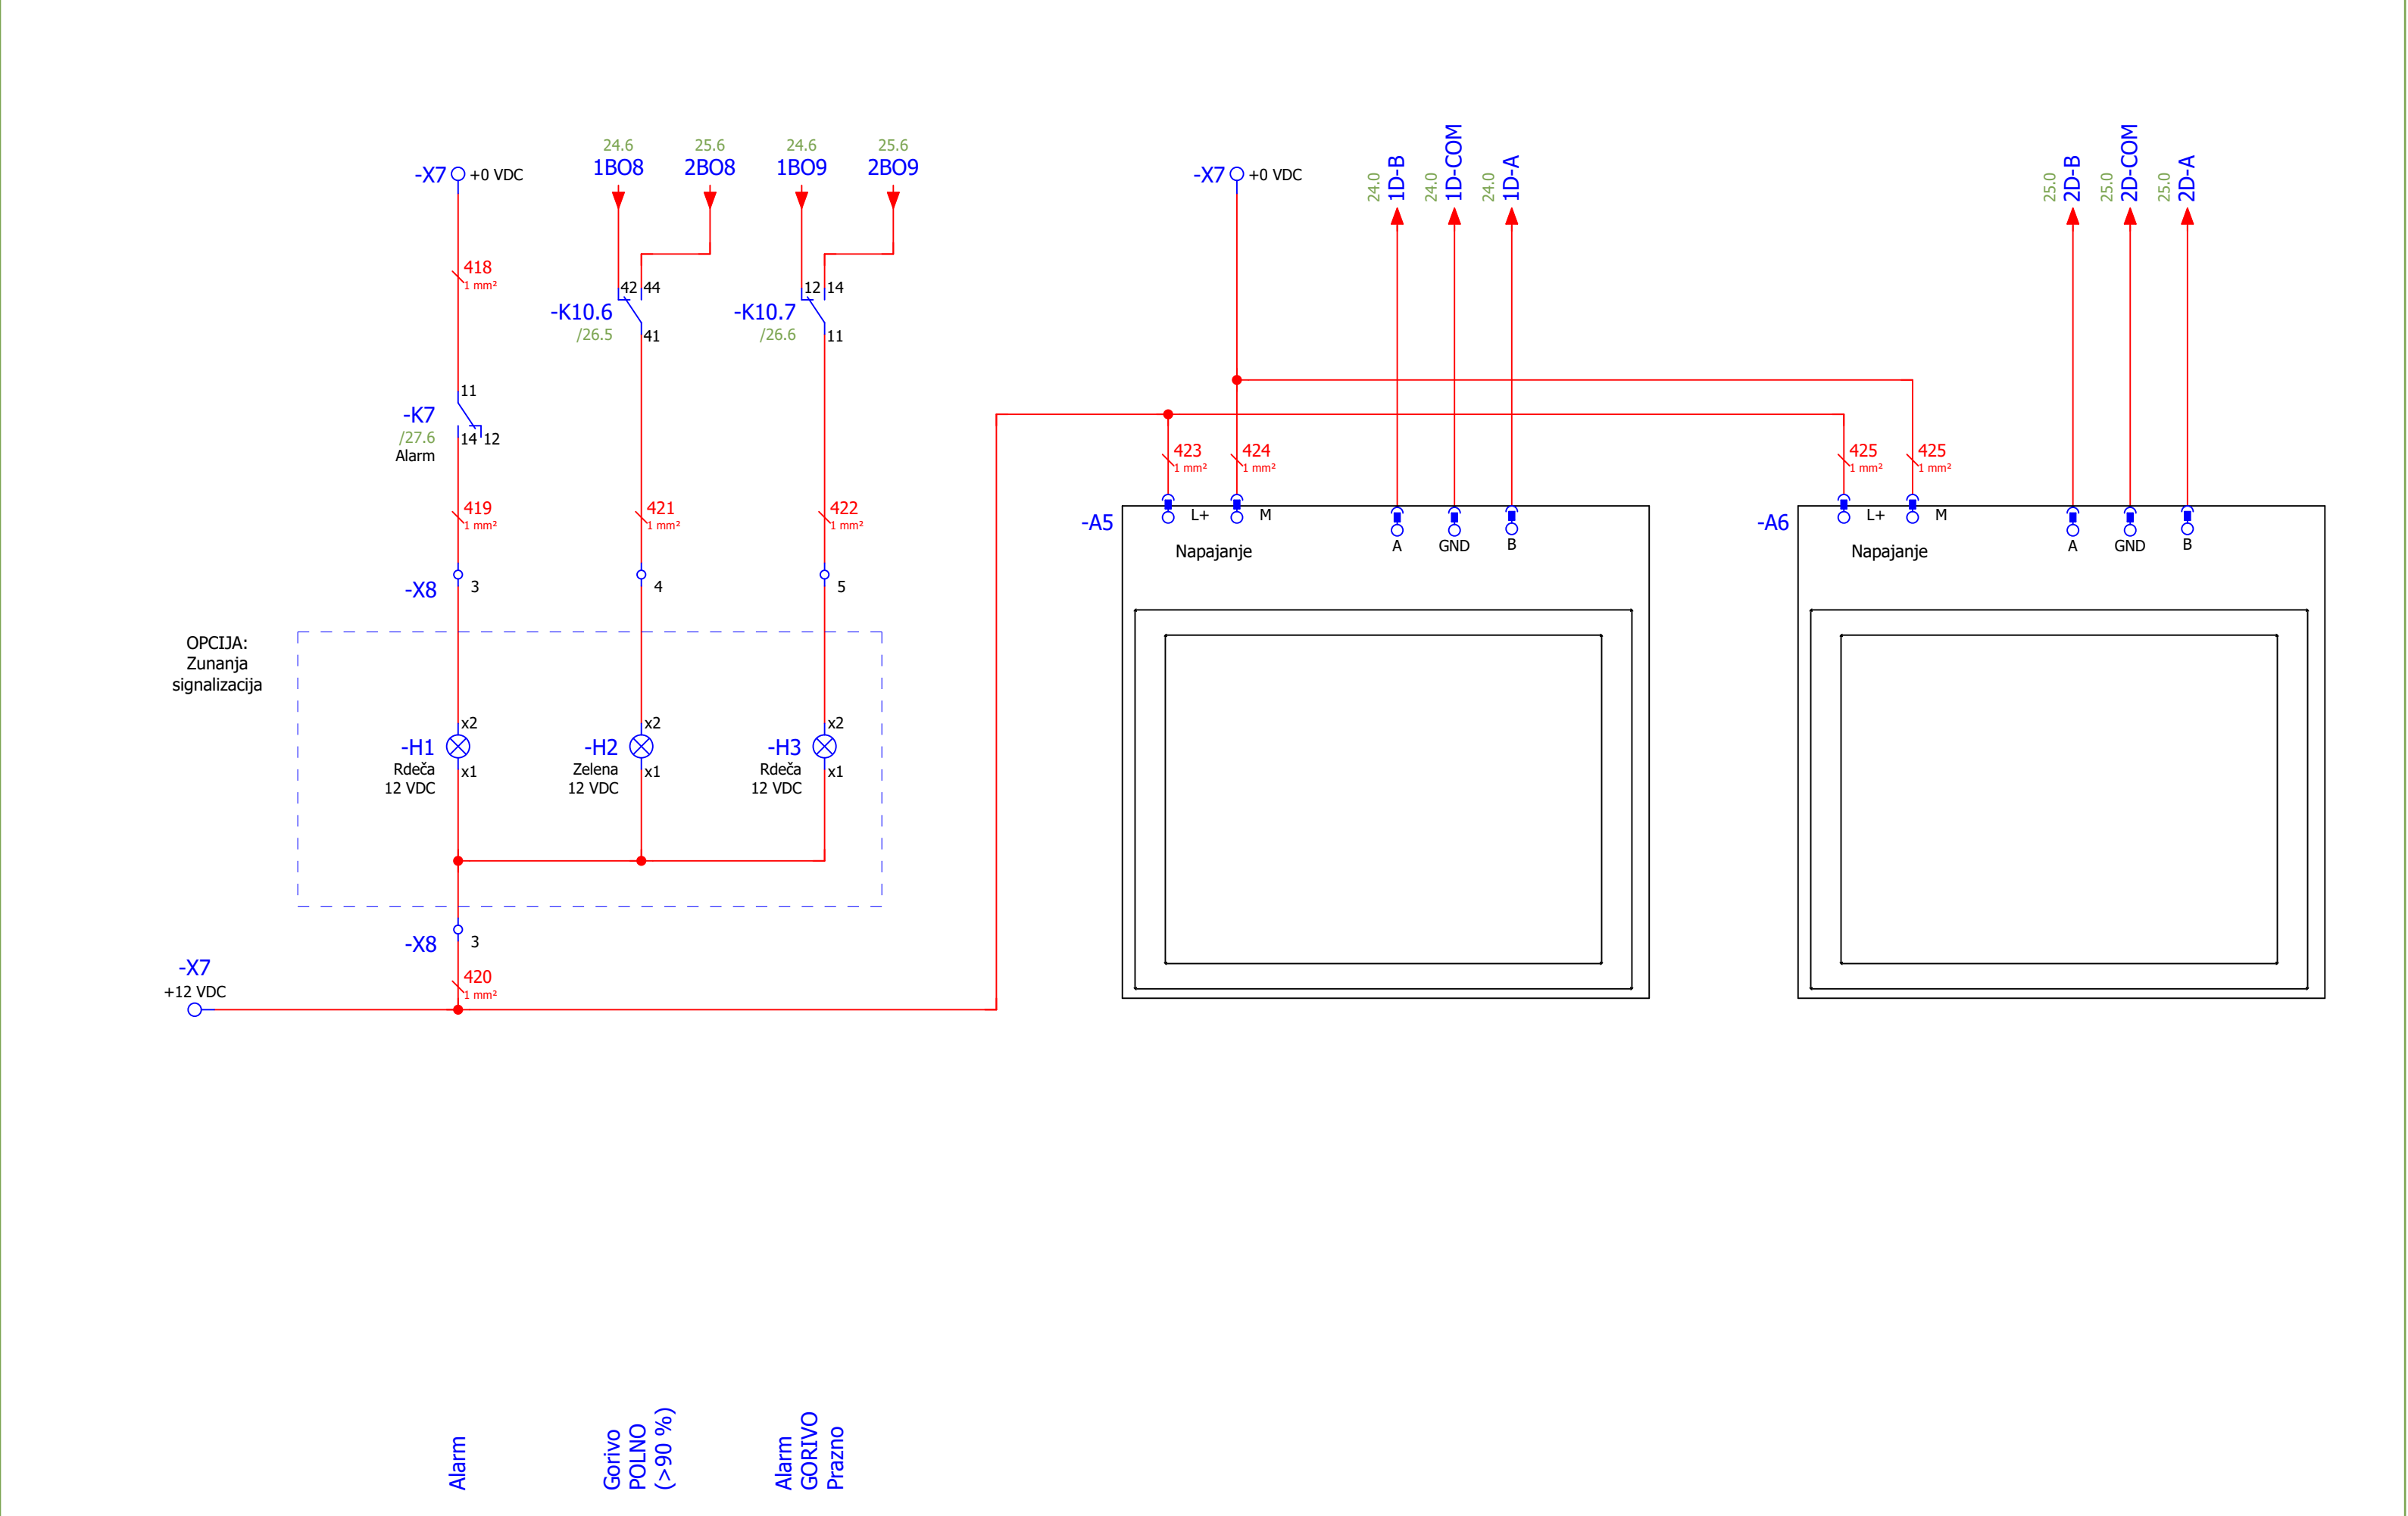 24.6
25.6
24.6
25.6
1BO8
2BO8
1BO9
2BO9
-X7
+0 VDC
-X7
+0 VDC
24.0
1D-B
24.0
1D-COM
24.0
1D-A
25.0
2D-B
25.0
2D-COM
25.0
2D-A
418
1 mm²
42
44
-K10.6
/26.5
41
12
14
-K10.7
/26.6
11
11
-K7
/27.6
Alarm
14
12
423
1 mm²
424
1 mm²
425
1 mm²
425
1 mm²
419
1 mm²
421
1 mm²
422
1 mm²
-A5
L+
M
Napajanje
A
GND
B
-A6
L+
M
Napajanje
A
GND
B
-X8
3
4
5
OPCIJA:
Zunanja
signalizacija
x2
-H1
Rdeča
12 VDC
x1
x2
-H2
Zelena
12 VDC
x1
x2
-H3
Rdeča
12 VDC
x1
-X8
3
-X7
+12 VDC
420
1 mm²
Alarm
Gorivo
POLNO
(>90 %)
Alarm
GORIVO
Prazno